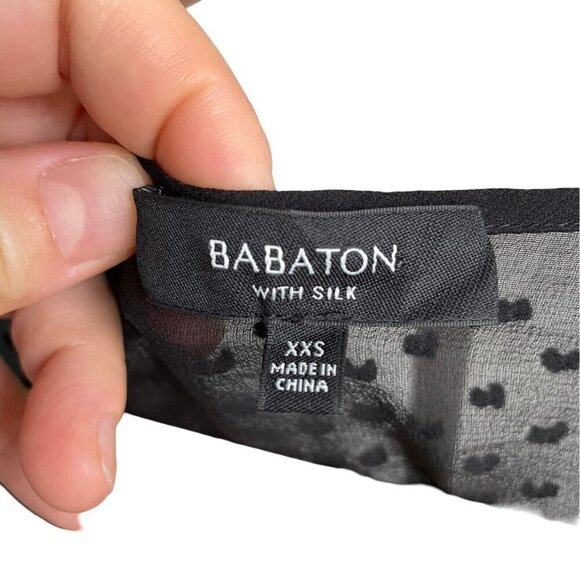 BABATON
WITH SILK
XXS
MADE IN
CHINA